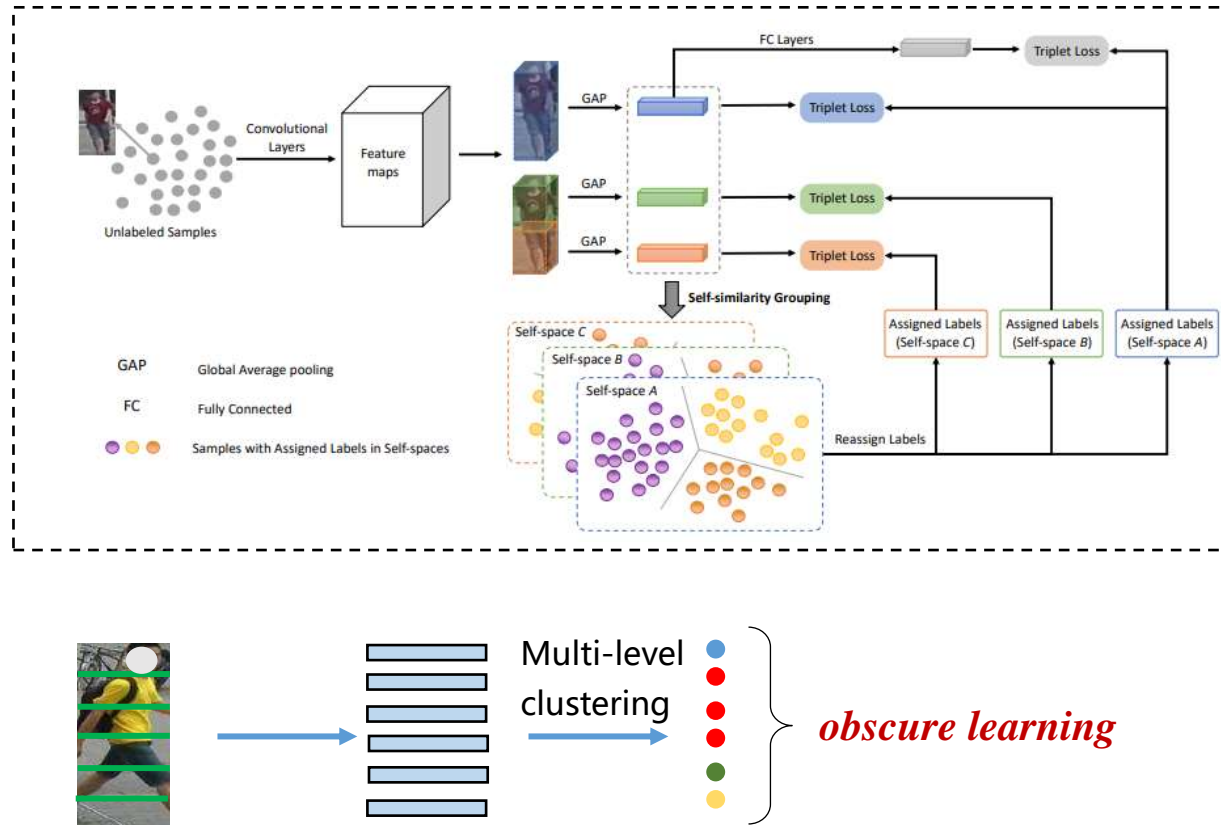 FC Layers
Triplet Loss
GAP
Triplet Loss
Convolutional
Layers
Feature
maps
GAP
Triplet Loss
Unlabeled Samples
GAP
Triplet Loss
Self-similarity Grouping
Self-space C
Self-space B
Self-space A
Assigned Labels
(Self-space C)
Assigned Labels
(Self-space B)
Assigned Labels
(Self-space A)
Reassign Labels
GAP Global Average pooling
FC Fully Connected
Samples with Assigned Labels in Self-spaces
Multi-level
clustering
obscure learning